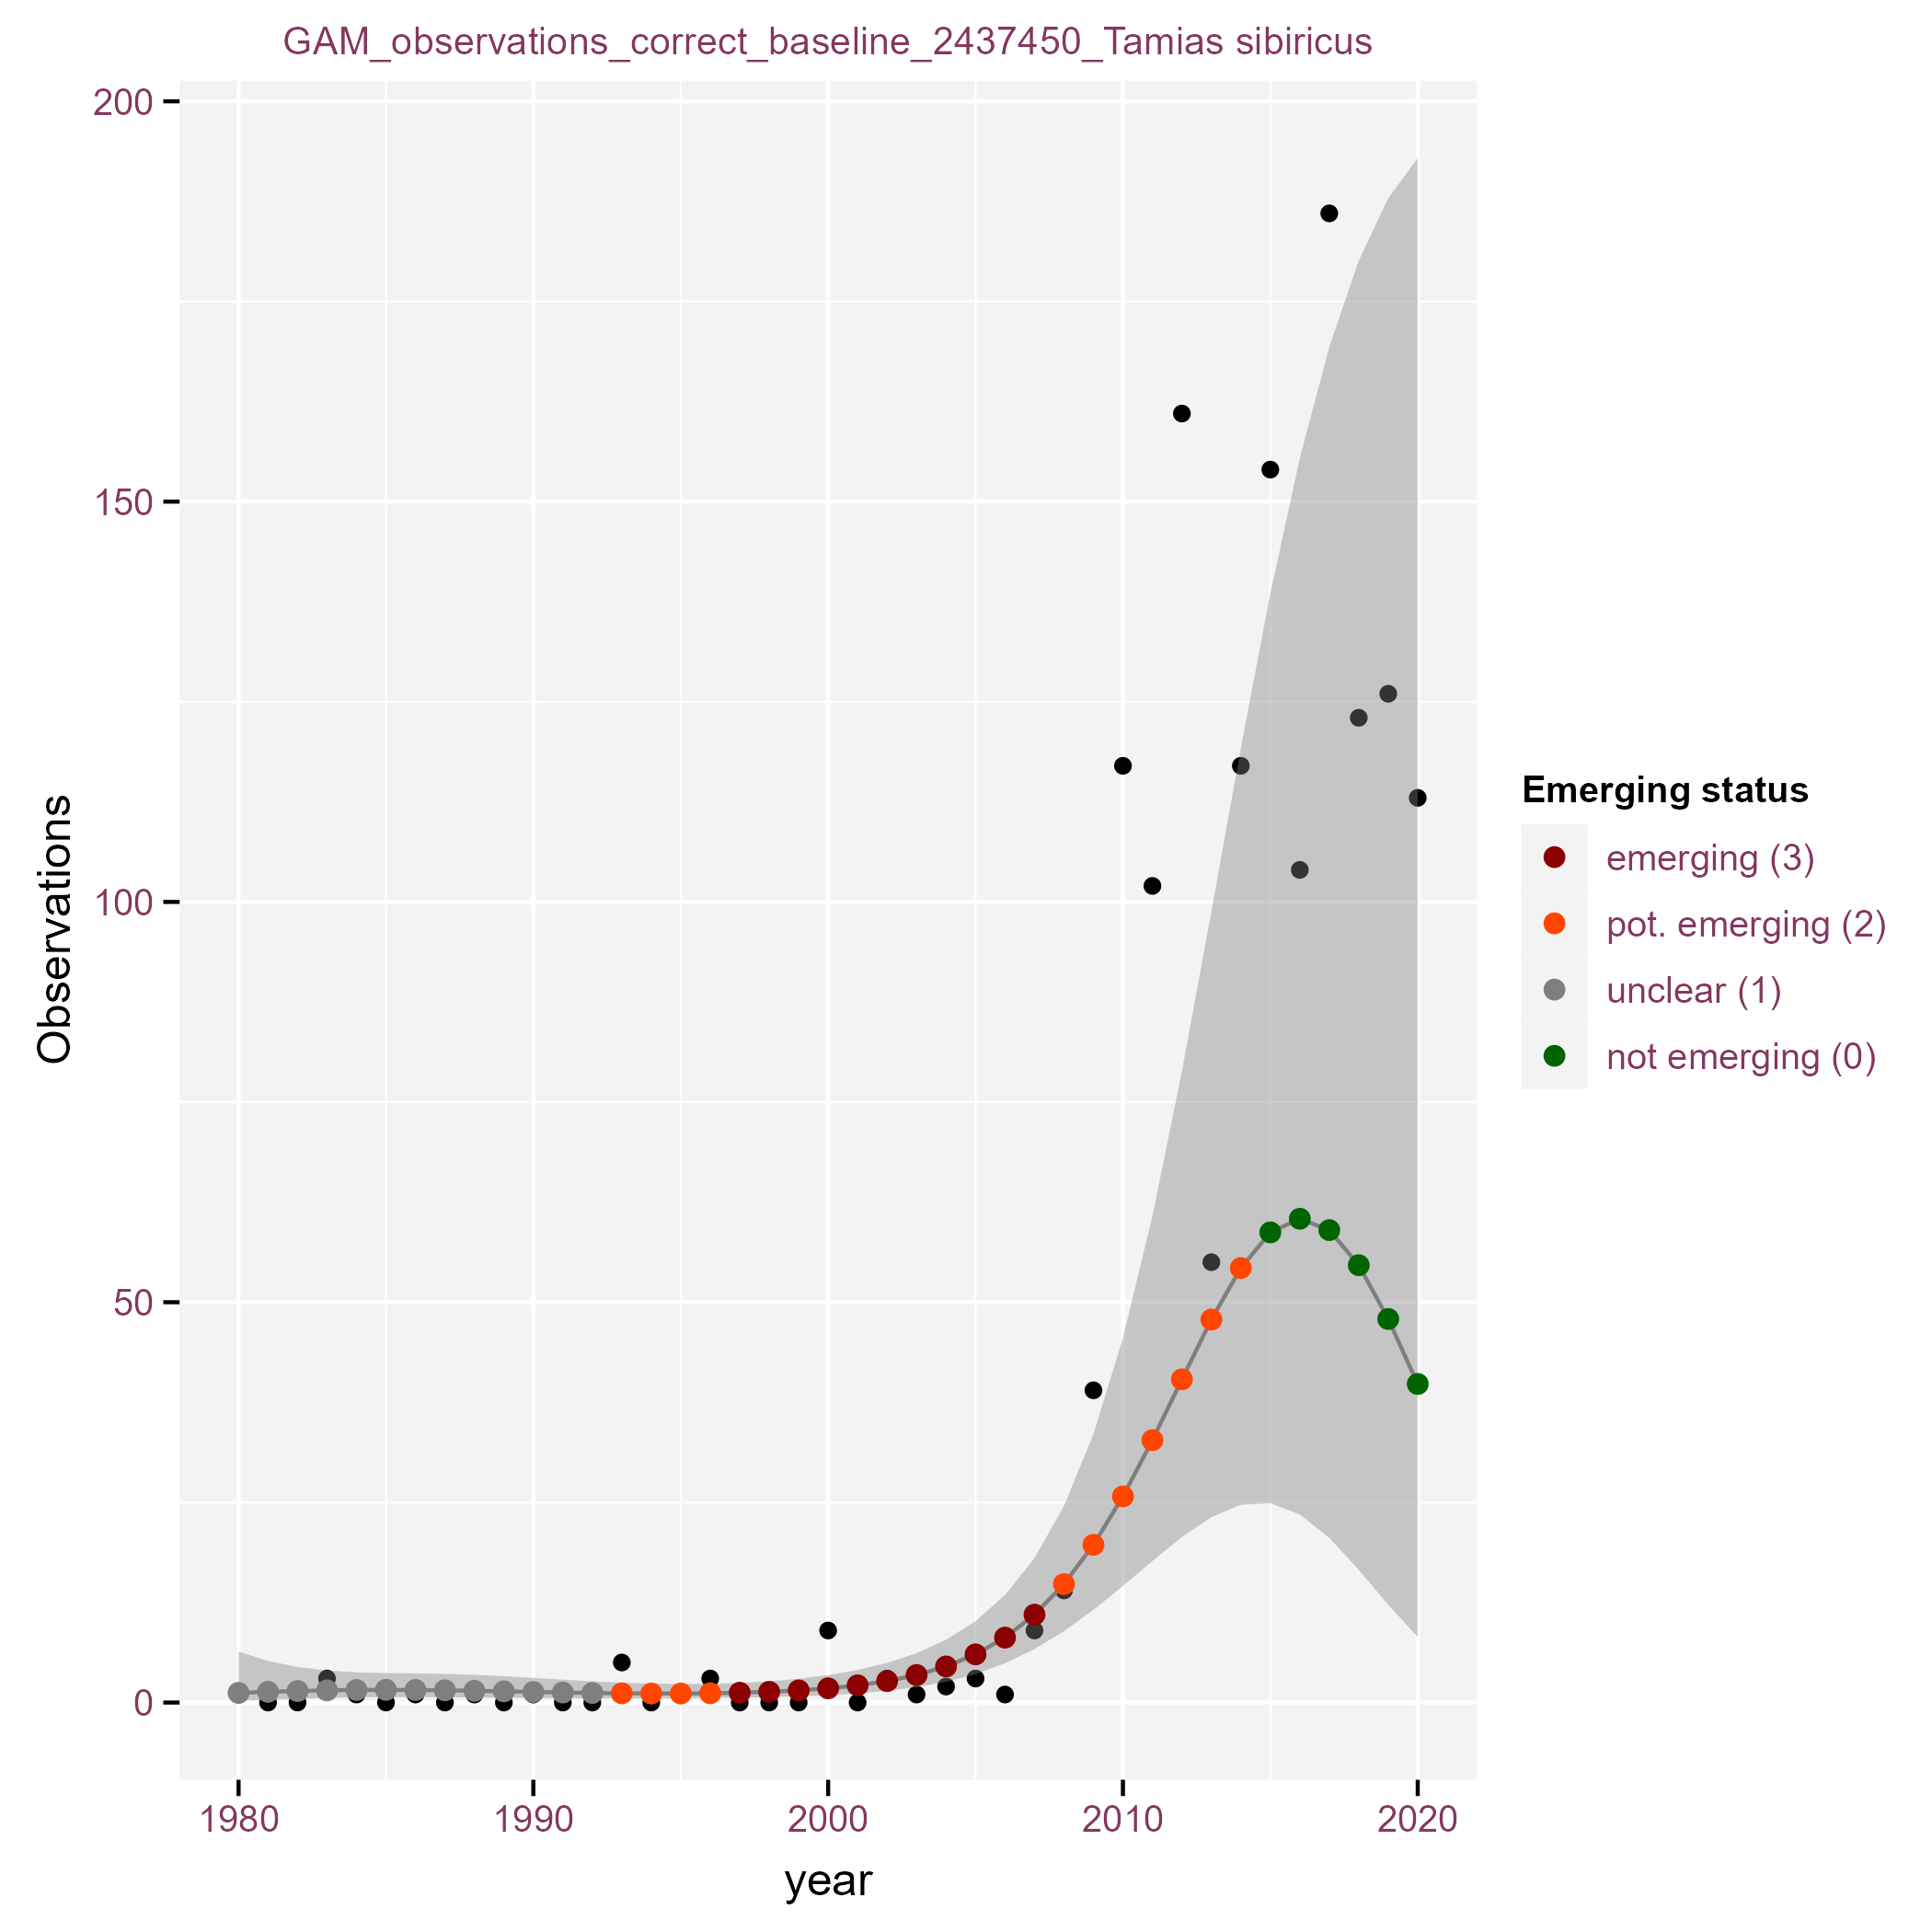 GAM_observations_correct_baseline_2437450_Tamias sibiricus
200
150
100
50
0
Observations
1980 1990 2000 2010 2020
year
Emerging status
emerging (3)
pot. emerging (2)
unclear (1)
not emerging (0)